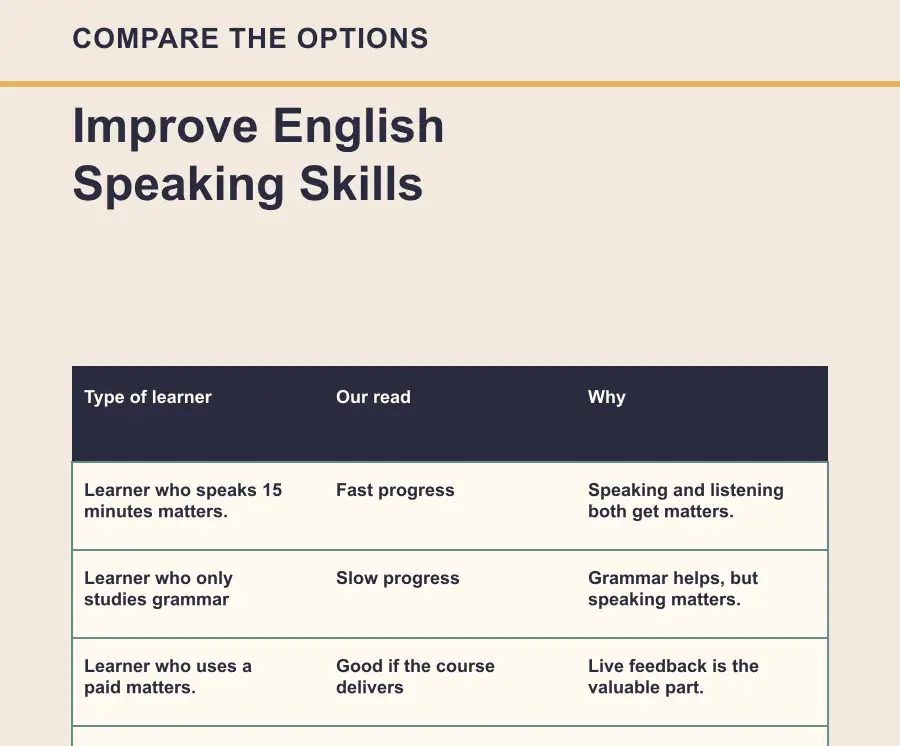 COMPARE THE OPTIONS
Improve English
Speaking Skills
Type of learner
Our read
Why
Learner who speaks 15
minutes matters.
Fast progress
Speaking and listening
both get matters.
Learner who only
studies grammar
Slow progress
Grammar helps, but
speaking matters.
Learner who uses a
paid matters.
Good if the course
delivers
Live feedback is the
valuable part.